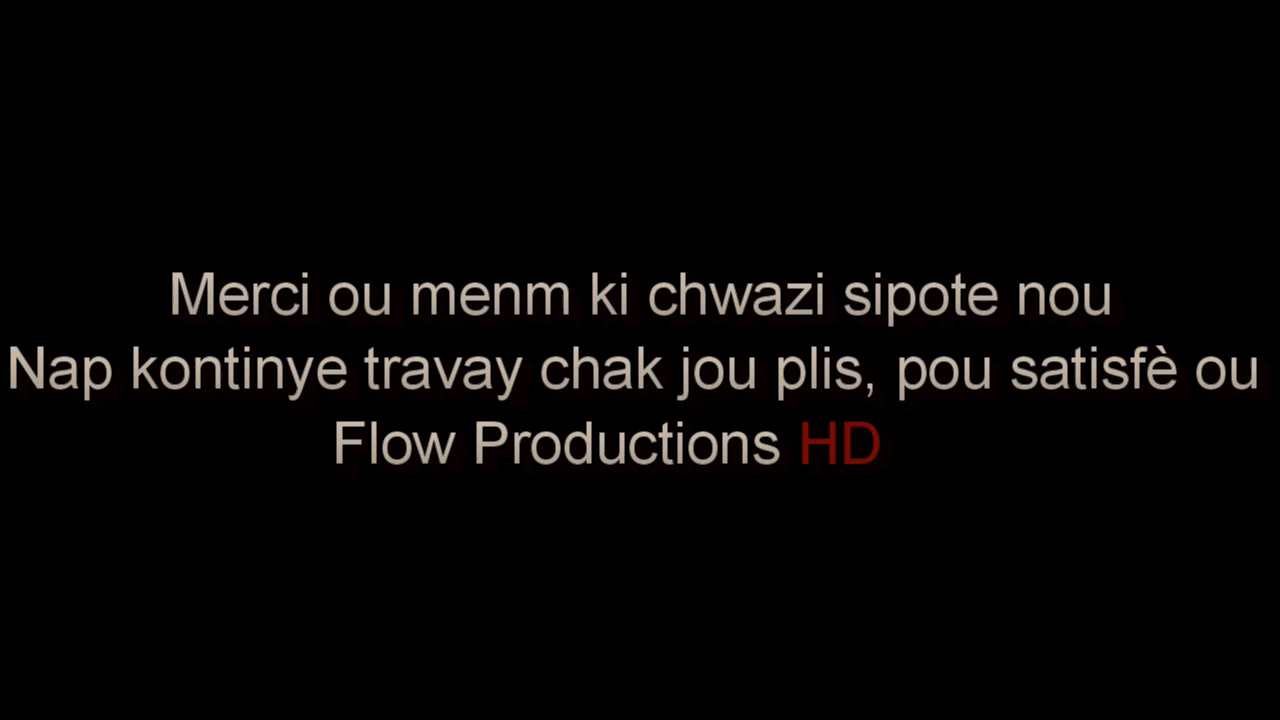 Merci ou menm ki chwazi sipote nou
Nap kontinye travay chak jou plis, pou satisfè ou
Flow Productions HD